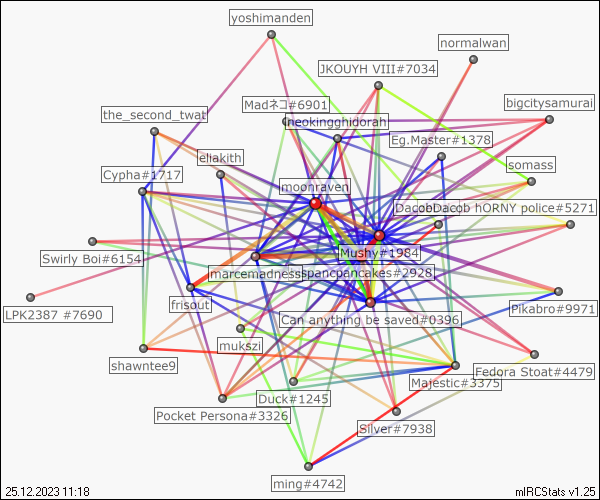 yoshimanden
normalwan
JKOUYH VIII#7034
Madネコ#6901
bigcitysamurai
the_second_twat
neokingghidorah
Eg.Master#1378
eliakith
somass
Cypha#1717
moonraven
DacobDacob hORNY police#5271
Mushy#1984
Swirly Boi#6154
marcemadness
spancpancakes#2928
frisout
Pikabro#9971
LPK2387 #7690
Can anything be saved#0396
mukszi
shawntee9
Fedora Stoat#4479
Majestic#3375
Duck#1245
Pocket Persona#3326
Silver#7938
ming#4742
25.12.2023 11:18
mIRCStats v1.25